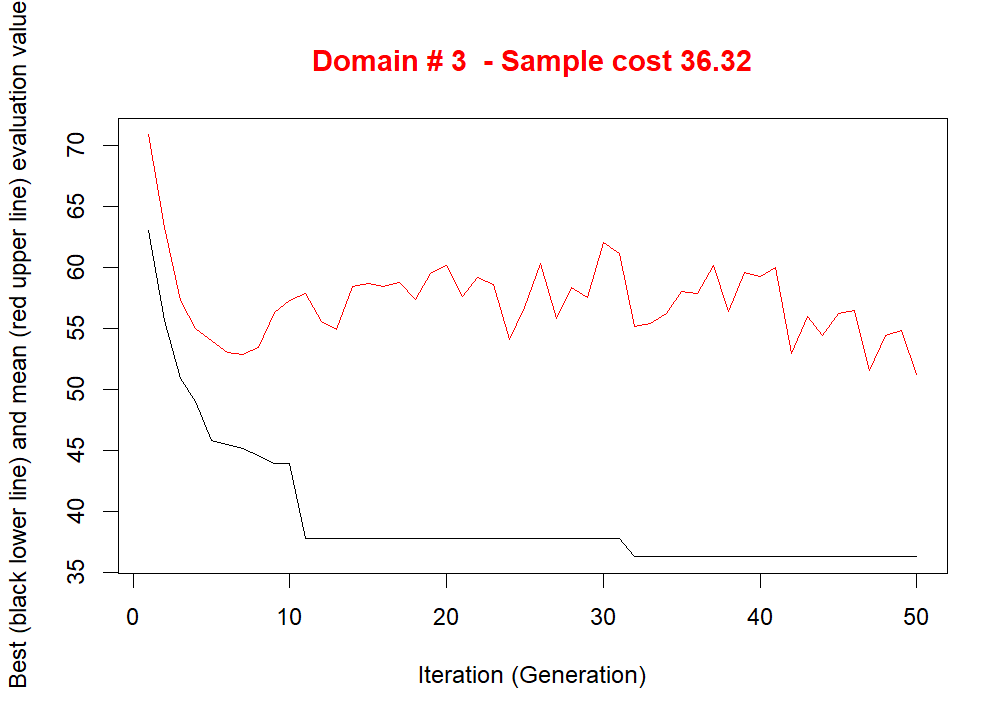 Domain # 3  - Sample cost 36.32
Best (black lower line) and mean (red upper line) evaluation value
70
65
60
55
50
45
40
35
0 10 20 30 40 50
Iteration (Generation)